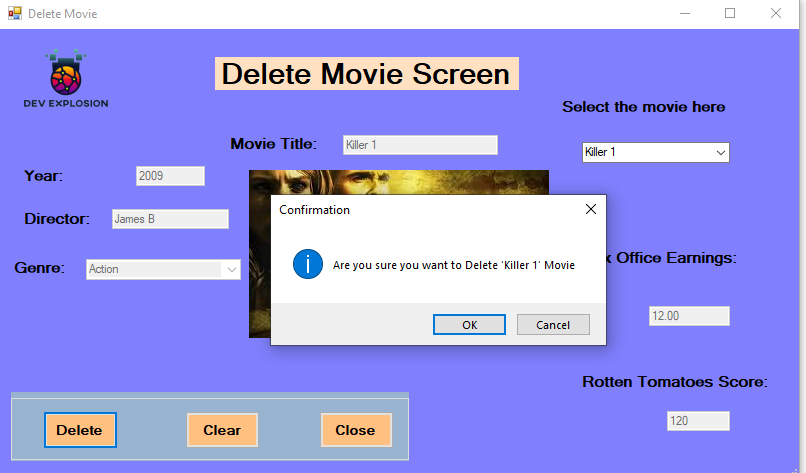 Delete Movie
DEV EXPLOSION
Delete Movie Screen
Select the movie here
Movie Title:
Killer 1
Killer 1
Year:
2009
Director:
James B
Genre:
Action
Confirmation
Are you sure you want to Delete 'Killer 1' Movie
OK
Cancel
Office Earnings:
12.00
Rotten Tomatoes Score:
120
Delete
Clear
Close